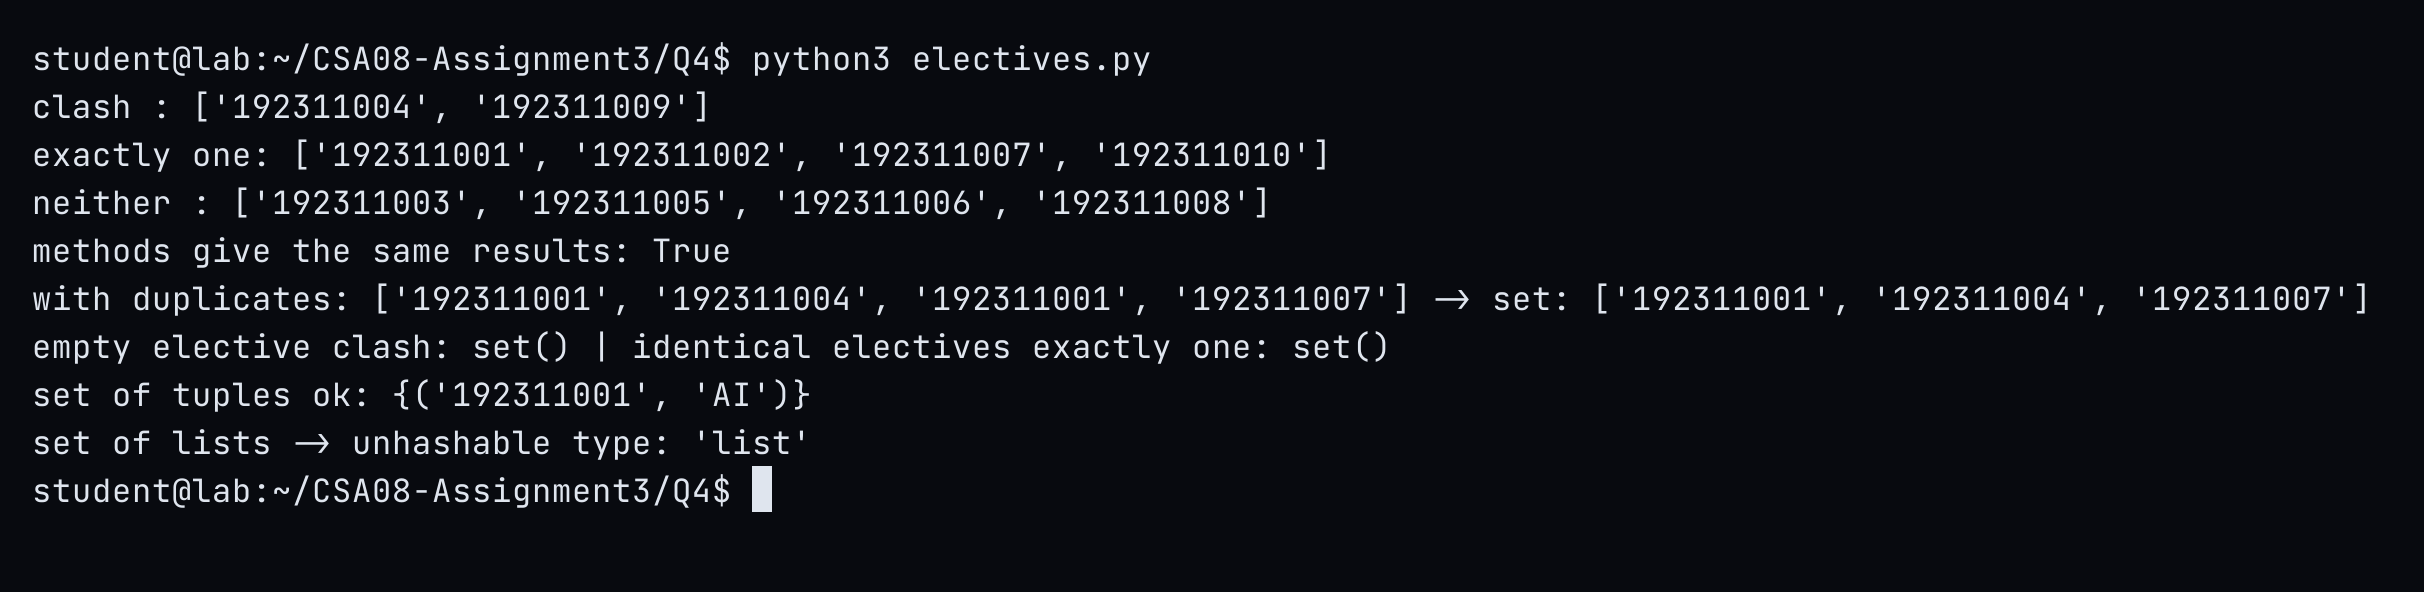 student@lab:~/CSA08-Assignment3/Q4$ python3 electives.py
clash : ['192311004', '192311009']
exactly one: ['192311001', '192311002', '192311007', '192311010']
neither : ['192311003', '192311005', '192311006', '192311008']
methods give the same results: True
with duplicates: ['192311001', '192311004', '192311001', '192311007'] -> set: ['192311001', '192311004', '192311007']
empty elective clash: set() | identical electives exactly one: set()
set of tuples ok: {('192311001', 'AI')}
set of lists -> unhashable type: 'list'
student@lab:~/CSA08-Assignment3/Q4$